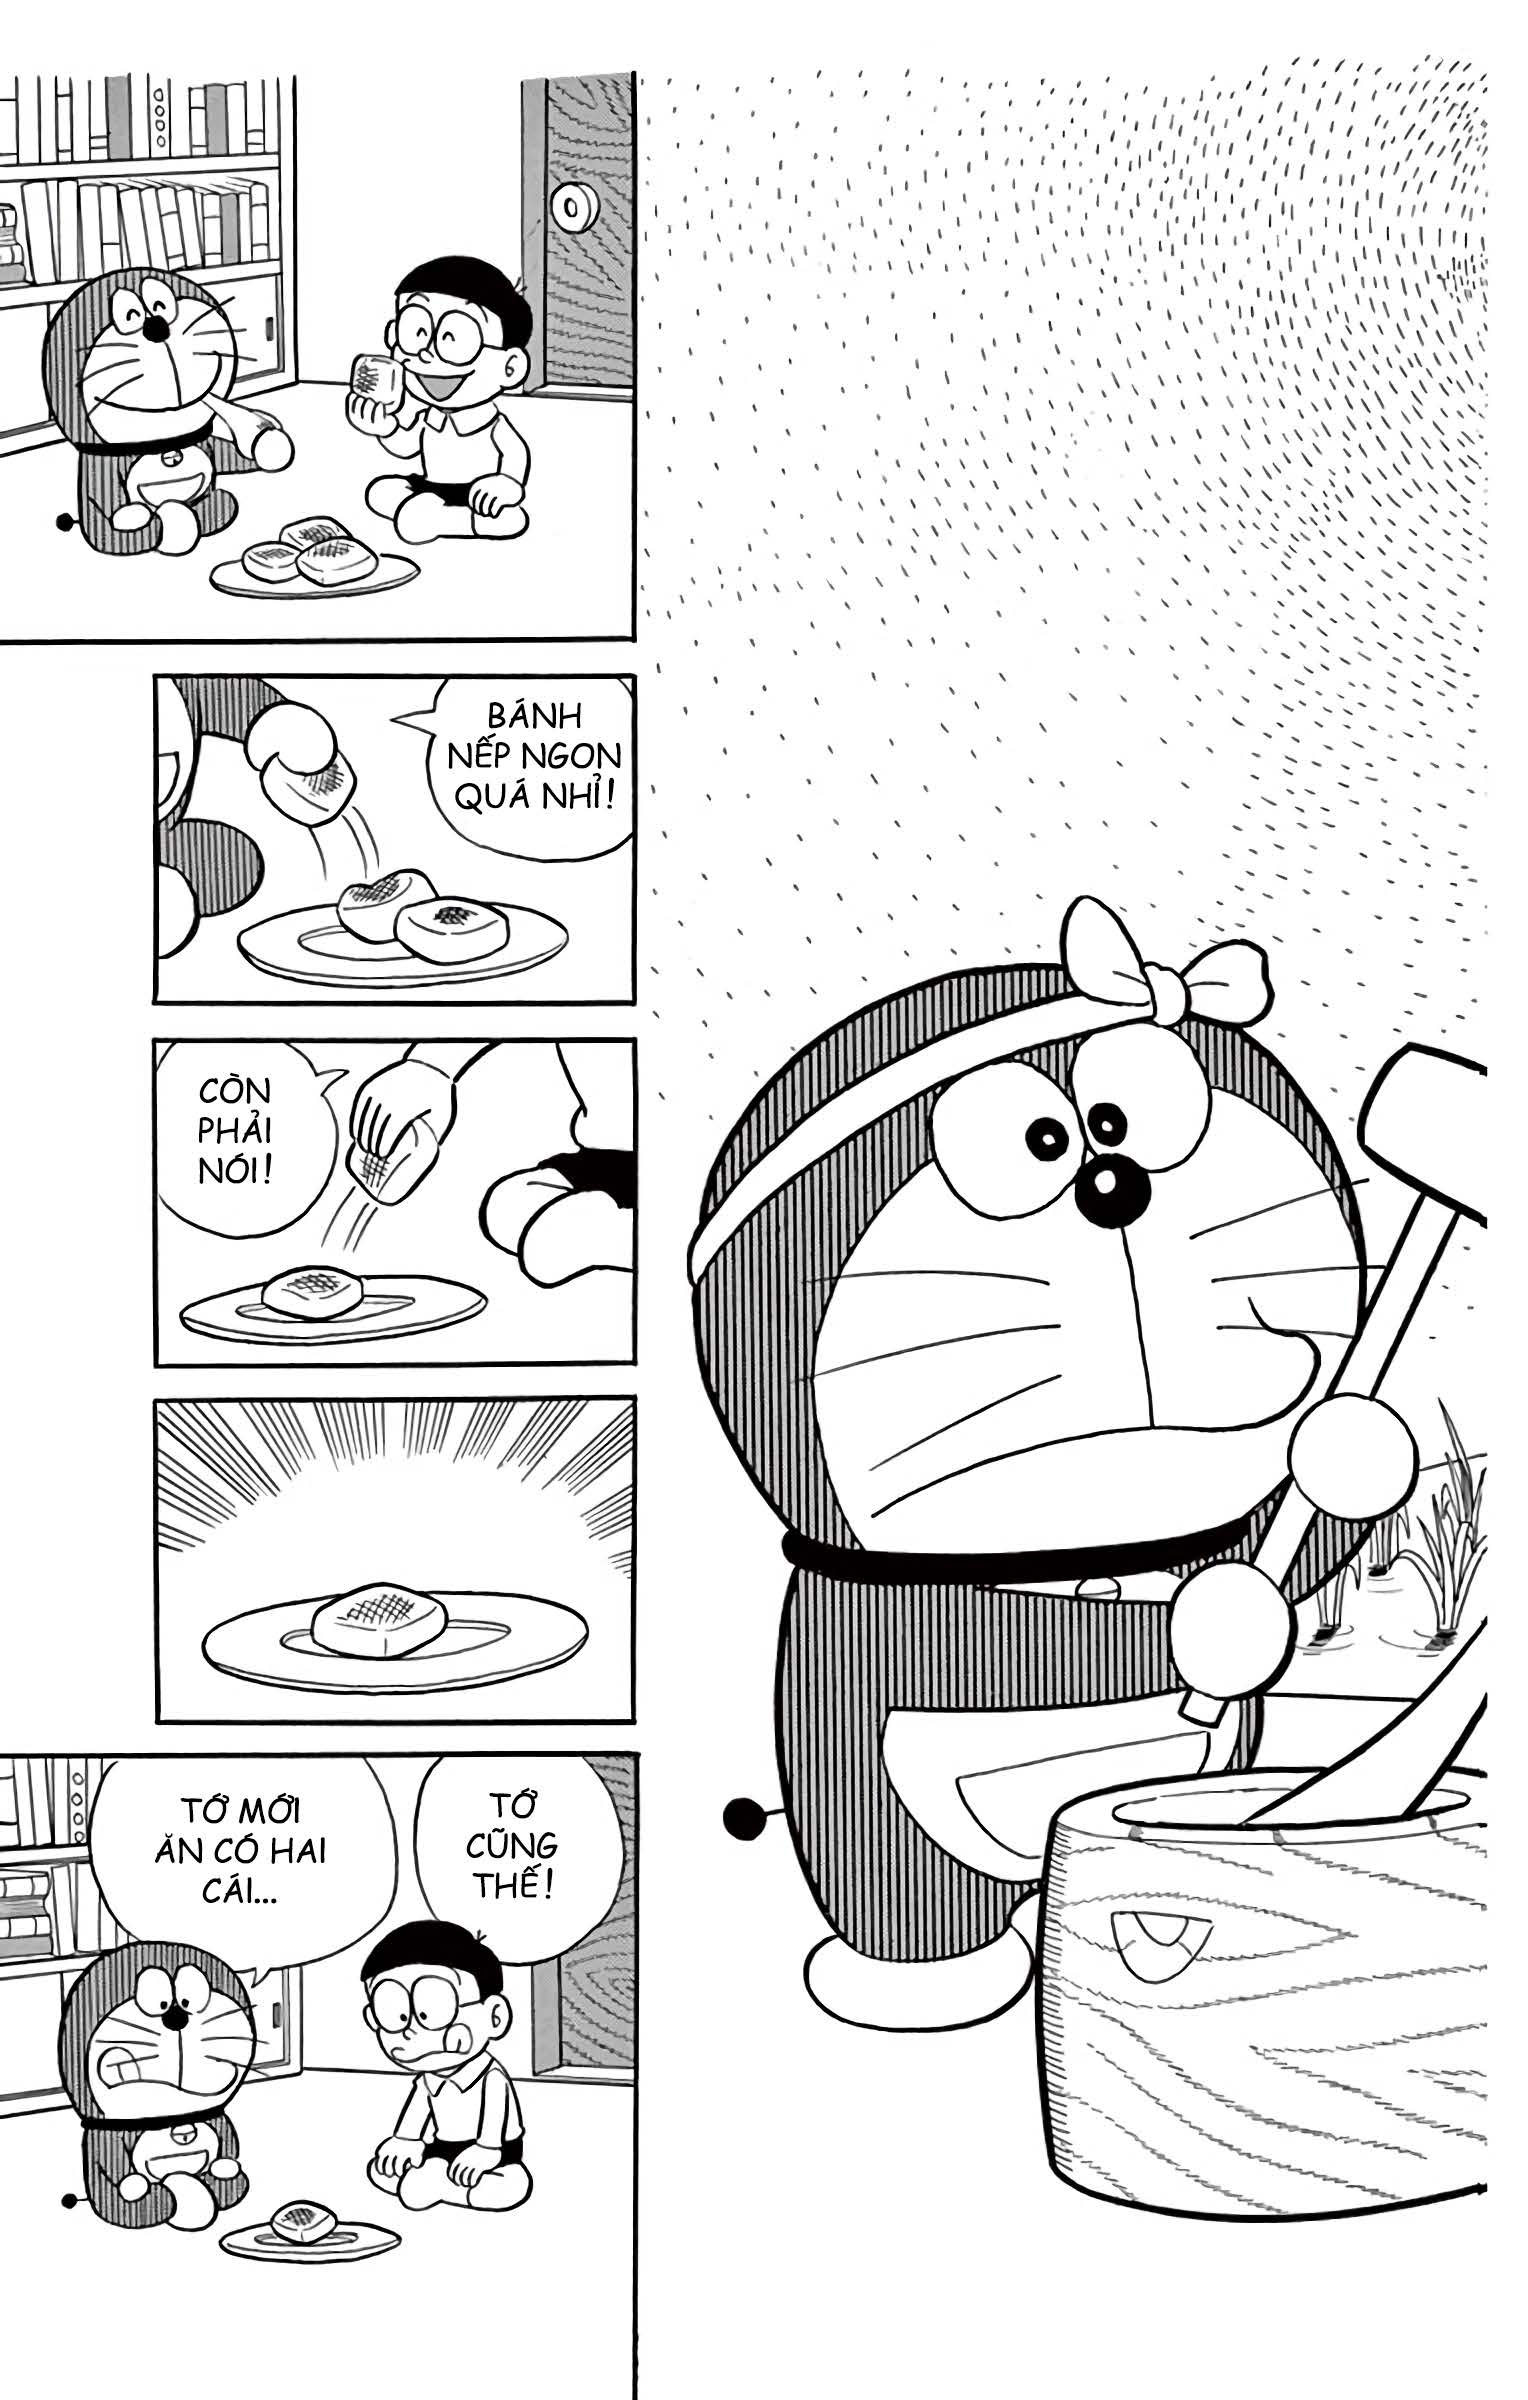 BÁNH
NẾP NGON
QUÁ NHỈ!
CÒN
PHẢI
NÓI!
TỚ MỚI
ĂN CÓ HAI
CÁI...
TỚ
CŨNG
THẾ!